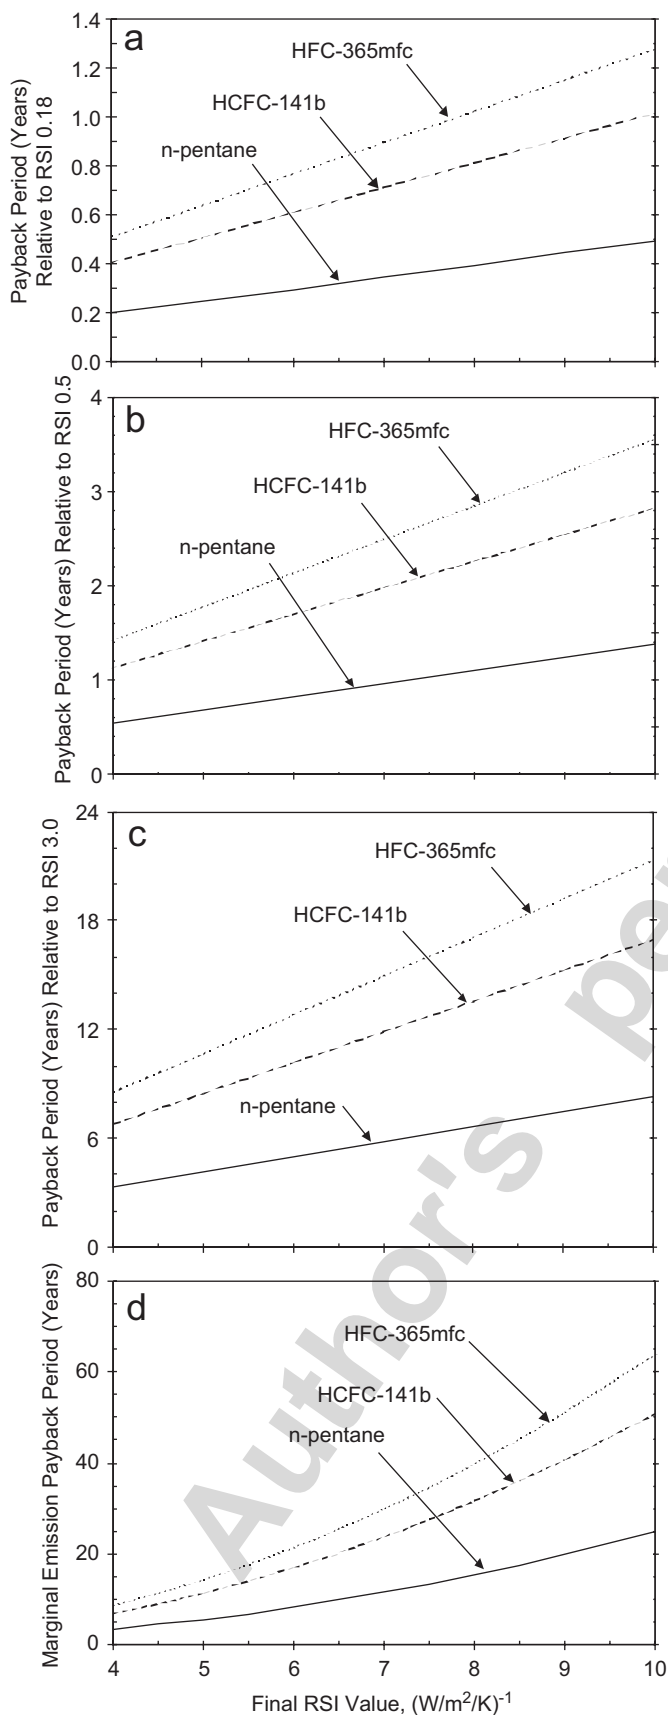 a
Payback Period (Years)
Relative to RSI 0.18
1.4
1.2
1.0
0.8
0.6
0.4
0.2
0.0
HFC-365mfc
HCFC-141b
n-pentane
b
Payback Period (Years) Relative to RSI 0.5
4
3
2
1
0
HFC-365mfc
HCFC-141b
n-pentane
c
Payback Period (Years) Relative to RSI 3.0
24
18
12
6
0
HFC-365mfc
HCFC-141b
n-pentane
d
Marginal Emission Payback Period (Years)
80
60
40
20
0
HFC-365mfc
HCFC-141b
n-pentane
4 5 6 7 8 9 10
Final RSI Value, (W/m²/K)⁻¹
Author's